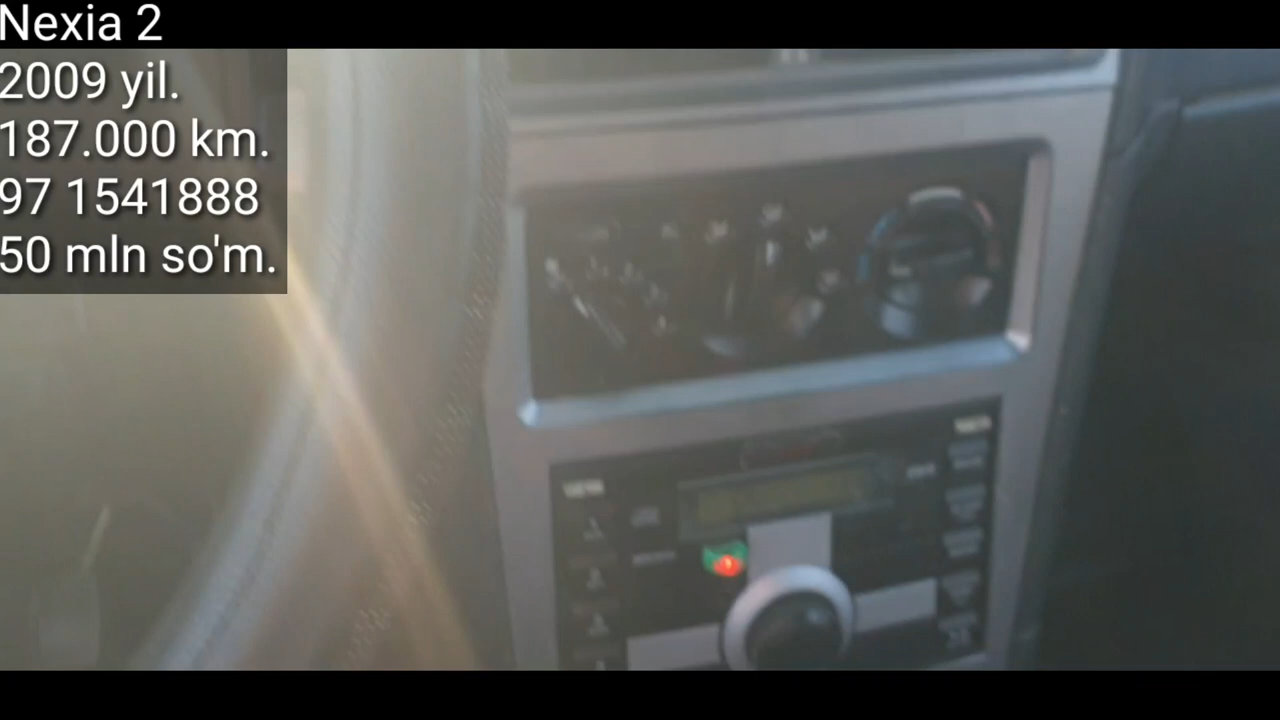 Nexia 2
2009 yil.
187.000 km.
97 1541888
50 mln so'm.